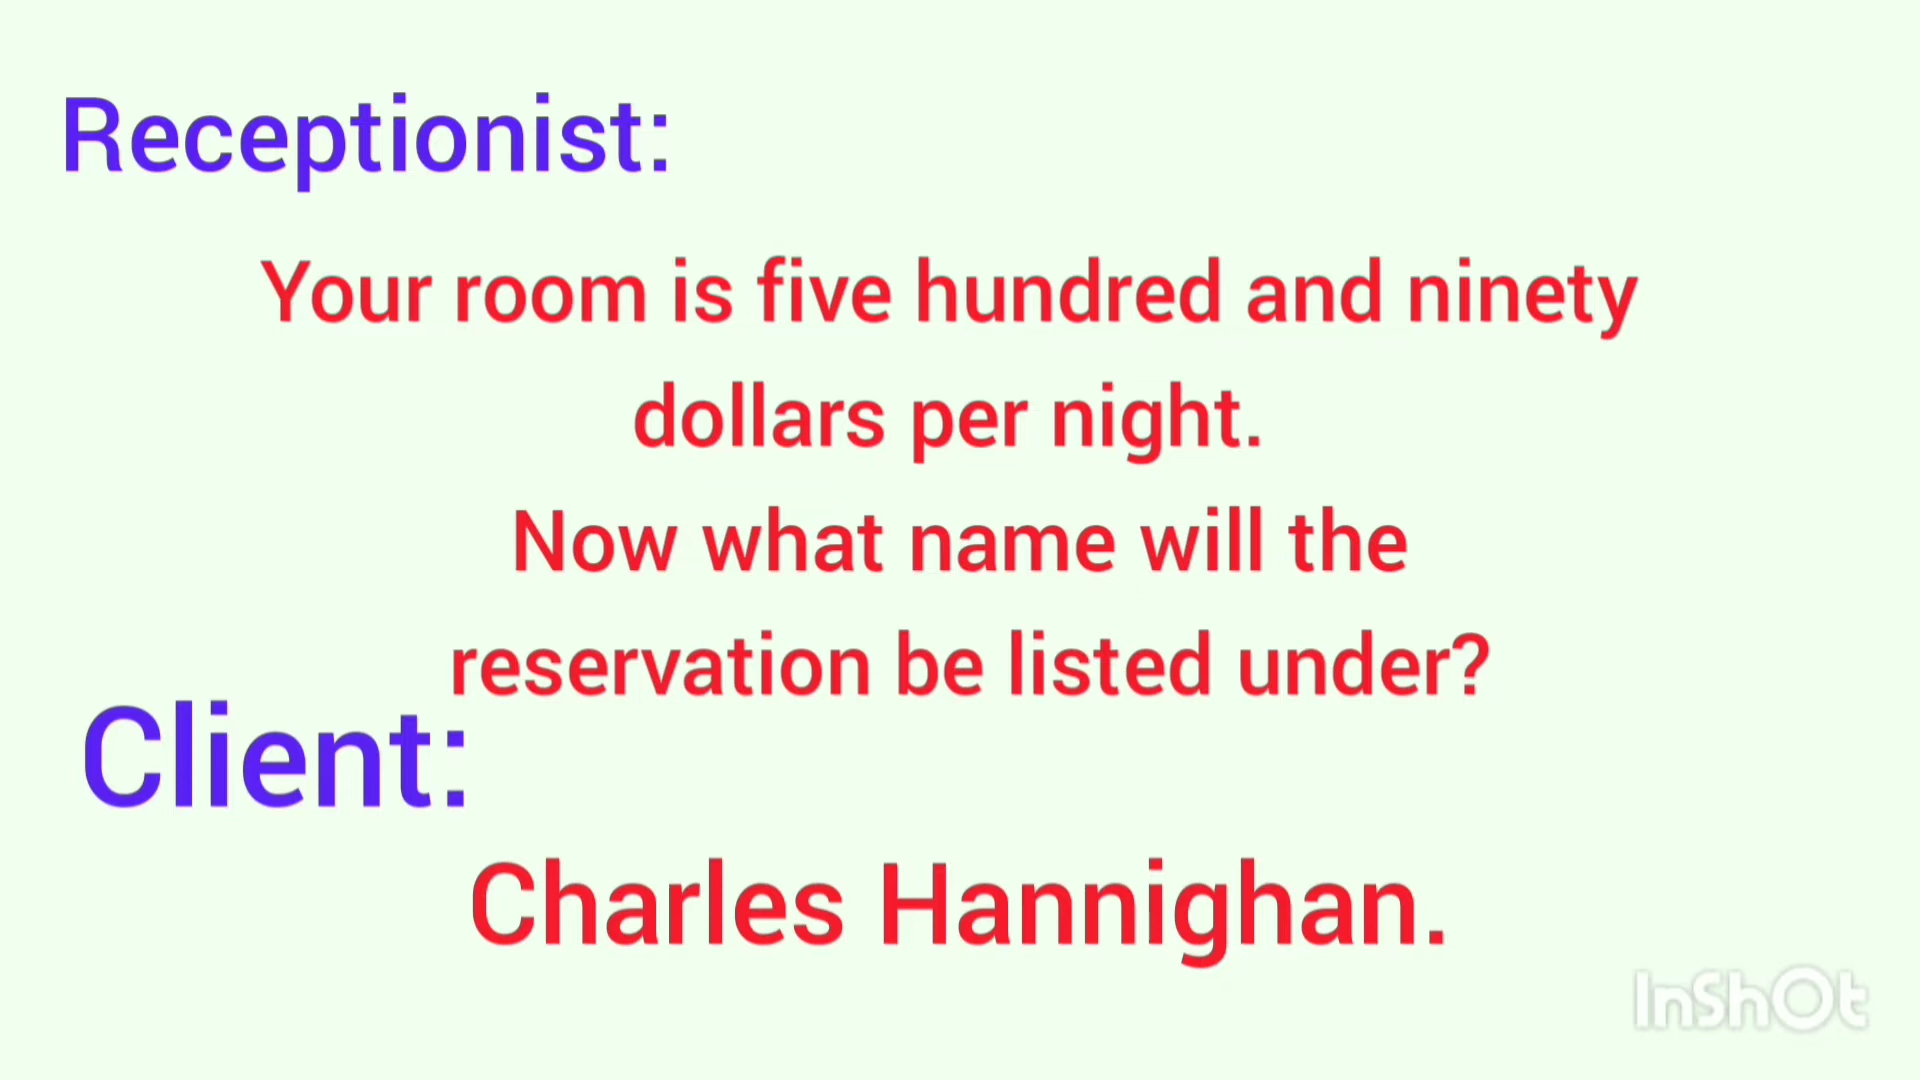 Receptionist:
Your room is five hundred and ninety
dollars per night.
Now what name will the
reservation be listed under?
Client:
Charles Hannighan.
InShOt